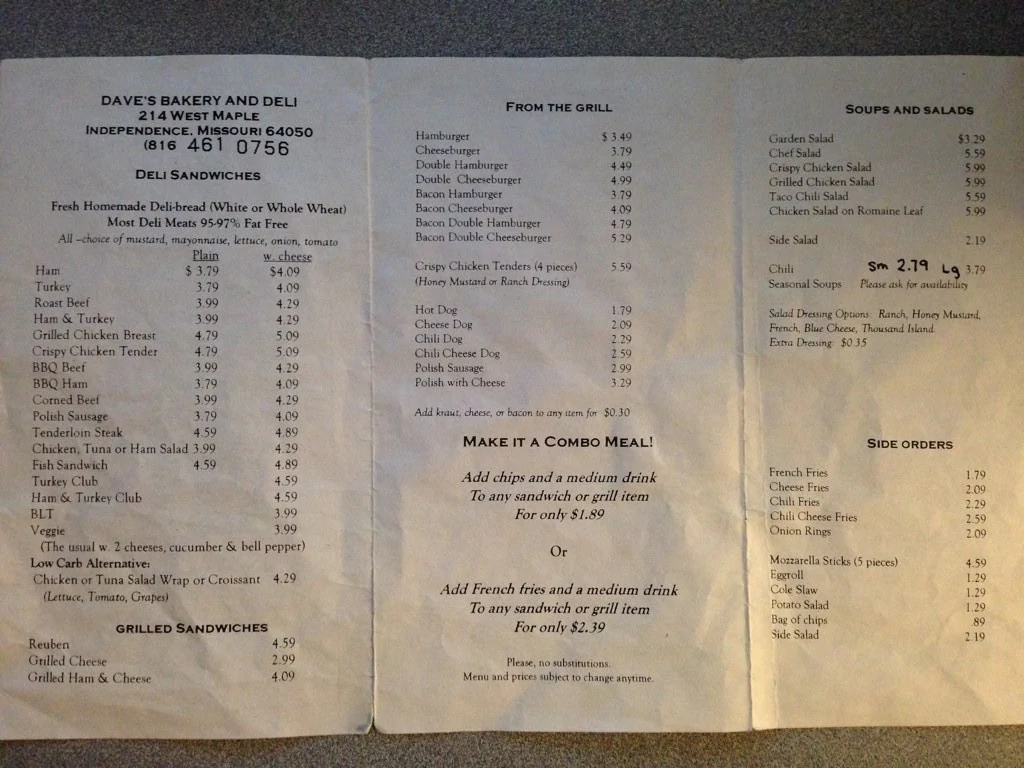 DAVE'S BAKERY AND DELI
214 WEST MAPLE
INDEPENDENCE, MISSOURI 64050
(816 461 0756
DELI SANDWICHES
Fresh Homemade Deli-bread (White or Whole Wheat)
Most Deli Meats 95-97% Fat Free
All –choice of mustard, mayonnaise, lettuce, onion, tomato
Plain w. cheese
Ham $ 3.79 $4.09
Turkey 3.79 4.09
Roast Beef 3.99 4.29
Ham & Turkey 3.99 4.29
Grilled Chicken Breast 4.79 5.09
Crispy Chicken Tender 4.79 5.09
BBQ Beef 3.99 4.29
BBQ Ham 3.79 4.09
Corned Beef 3.99 4.29
Polish Sausage 3.79 4.09
Tenderloin Steak 4.59 4.89
Chicken, Tuna or Ham Salad 3.99 4.29
Fish Sandwich 4.59 4.89
Turkey Club 4.59
Ham & Turkey Club 4.59
BLT 3.99
Veggie 3.99
(The usual w. 2 cheeses, cucumber & bell pepper)
Low Carb Alternative:
Chicken or Tuna Salad Wrap or Croissant 4.29
(Lettuce, Tomato, Grapes)
GRILLED SANDWICHES
Reuben 4.59
Grilled Cheese 2.99
Grilled Ham & Cheese 4.09
FROM THE GRILL
Hamburger $ 3.49
Cheeseburger 3.79
Double Hamburger 4.49
Double Cheeseburger 4.99
Bacon Hamburger 3.79
Bacon Cheeseburger 4.09
Bacon Double Hamburger 4.79
Bacon Double Cheeseburger 5.29
Crispy Chicken Tenders (4 pieces) 5.59
(Honey Mustard or Ranch Dressing)
Hot Dog 1.79
Cheese Dog 2.09
Chili Dog 2.29
Chili Cheese Dog 2.59
Polish Sausage 2.99
Polish with Cheese 3.29
Add kraut, cheese, or bacon to any item for $0.30
MAKE IT A COMBO MEAL!
Add chips and a medium drink
To any sandwich or grill item
For only $1.89
Or
Add French fries and a medium drink
To any sandwich or grill item
For only $2.39
Please, no substitutions.
Menu and prices subject to change anytime.
SOUPS AND SALADS
Garden Salad $3.29
Chef Salad 5.59
Crispy Chicken Salad 5.99
Grilled Chicken Salad 5.99
Taco Chili Salad 5.59
Chicken Salad on Romaine Leaf 5.99
Side Salad 2.19
Chili Sm 2.79 Lg 3.79
Seasonal Soups Please ask for availability
Salad Dressing Options: Ranch, Honey Mustard,
French, Blue Cheese, Thousand Island
Extra Dressing $0.35
SIDE ORDERS
French Fries 1.79
Cheese Fries 2.09
Chili Fries 2.29
Chili Cheese Fries 2.59
Onion Rings 2.09
Mozzarella Sticks (5 pieces) 4.59
Eggroll 1.29
Cole Slaw 1.29
Potato Salad 1.29
Bag of chips .89
Side Salad 2.19